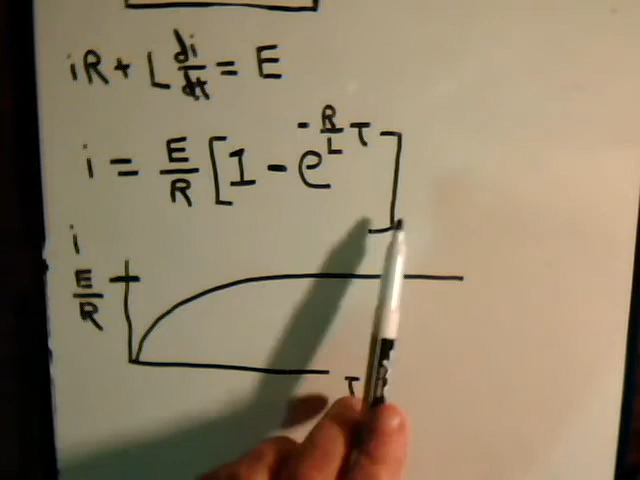 iR + L di/dt = E
i = E/R [1 - e^-R/L T]
i
E/R
T